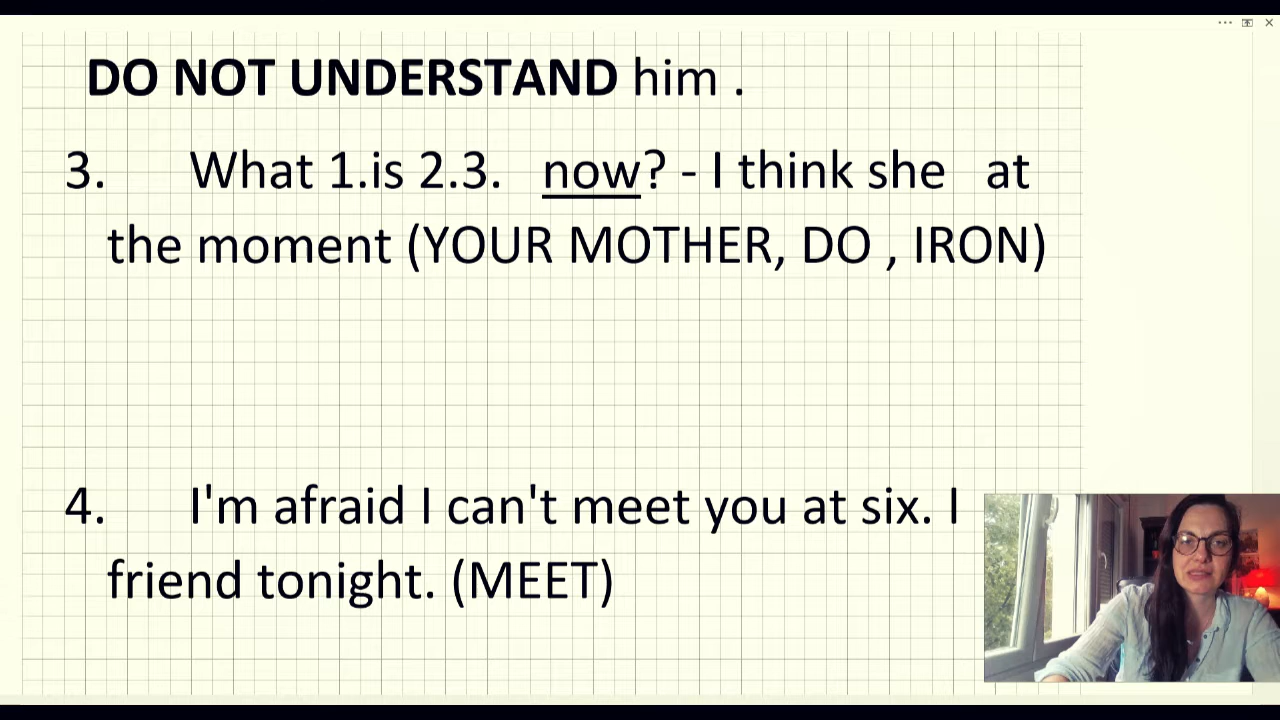 DO NOT UNDERSTAND him .
3. What 1.is 2.3. now? - I think she at
the moment (YOUR MOTHER, DO , IRON)
4. I'm afraid I can't meet you at six. I
friend tonight. (MEET)